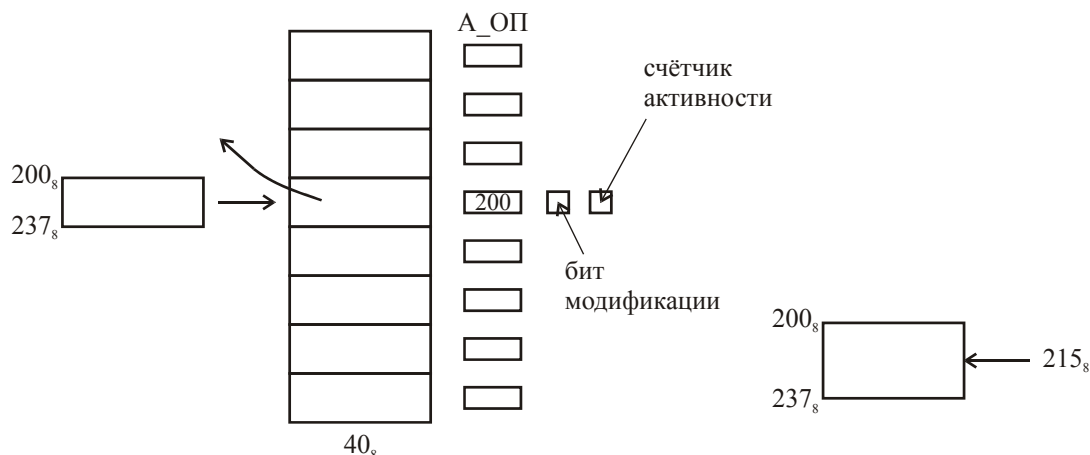 А_ОП
счётчик
активности
200₈
237₈
200
бит
модификации
200₈
237₈
215₈
40₈